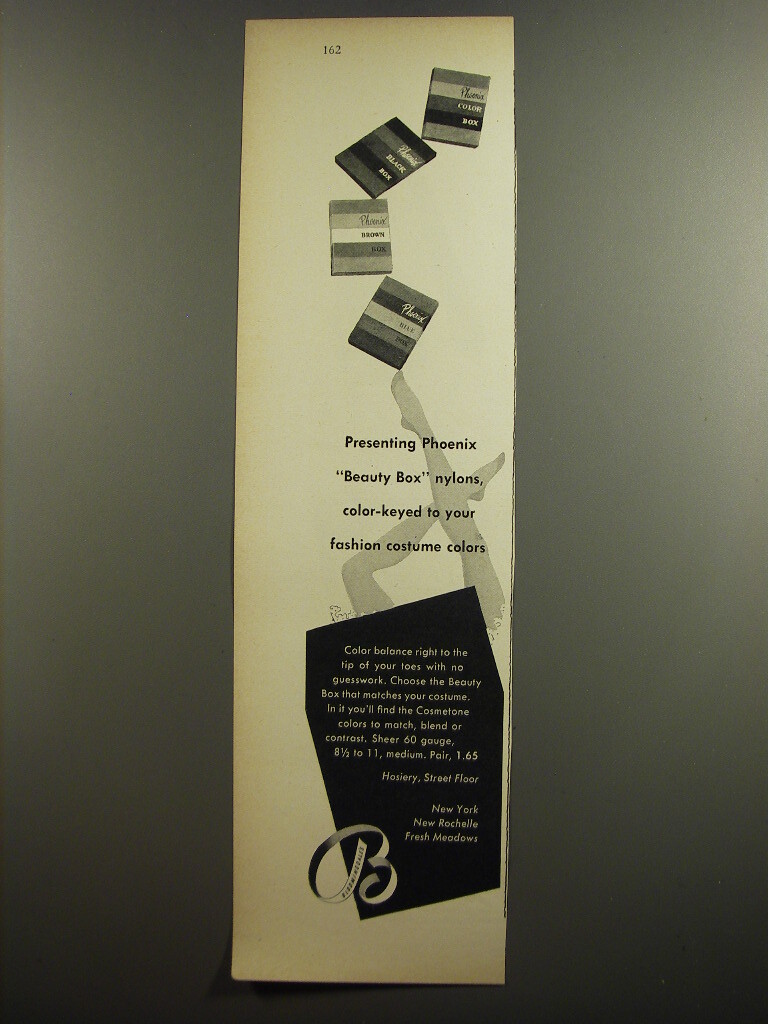 162
Phoenix
COLOR
BOX
Phoenix
BLACK
BOX
Phoenix
BROWN
BOX
Phoenix
BLUE
BOX
Presenting Phoenix
"Beauty Box" nylons,
color-keyed to your
fashion costume colors
Color balance right to the
tip of your toes with no
guesswork. Choose the Beauty
Box that matches your costume.
In it you'll find the Cosmetone
colors to match, blend or
contrast. Sheer 60 gauge,
8½ to 11, medium. Pair, 1.65
Hosiery, Street Floor
New York
New Rochelle
Fresh Meadows
B
BLOOMINGDALE'S